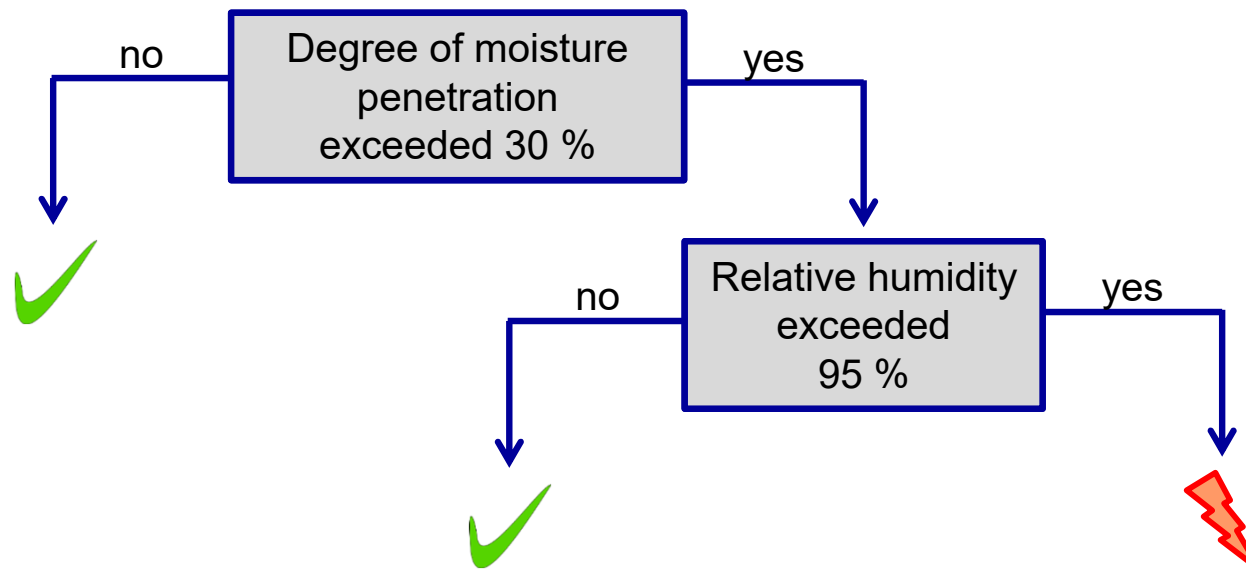 no
Degree of moisture
penetration
exceeded 30 %
yes
no
Relative humidity
exceeded
95 %
yes